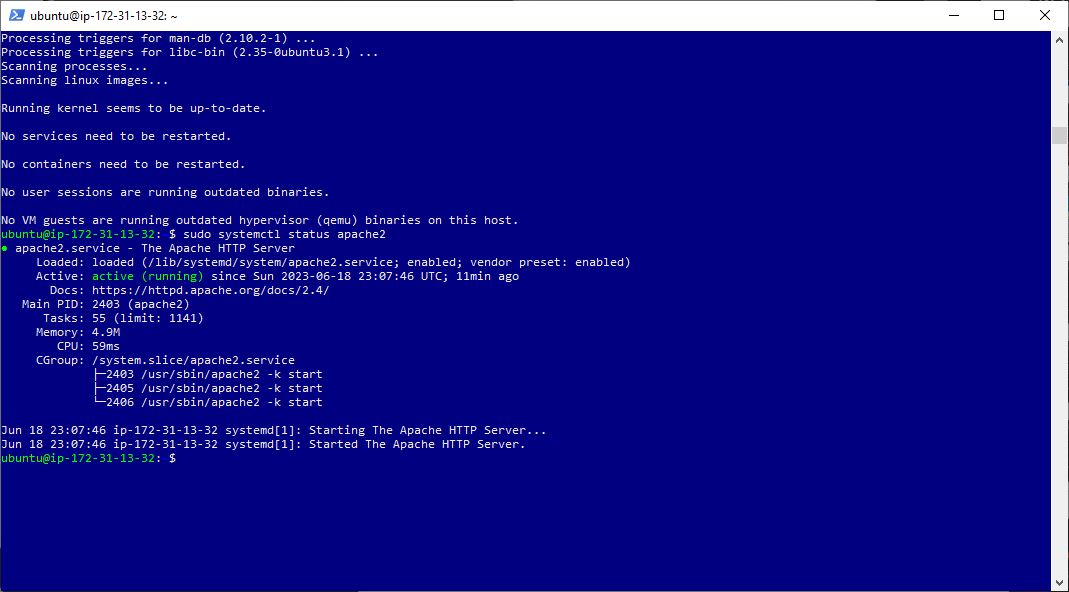 ubuntu@ip-172-31-13-32: ~
Processing triggers for man-db (2.10.2-1) ...
Processing triggers for libc-bin (2.35-0ubuntu3.1) ...
Scanning processes...
Scanning linux images...
Running kernel seems to be up-to-date.
No services need to be restarted.
No containers need to be restarted.
No user sessions are running outdated binaries.
No VM guests are running outdated hypervisor (qemu) binaries on this host.
ubuntu@ip-172-31-13-32: $ sudo systemctl status apache2
● apache2.service - The Apache HTTP Server
     Loaded: loaded (/lib/systemd/system/apache2.service; enabled; vendor preset: enabled)
     Active: active (running) since Sun 2023-06-18 23:07:46 UTC; 11min ago
       Docs: https://httpd.apache.org/docs/2.4/
   Main PID: 2403 (apache2)
      Tasks: 55 (limit: 1141)
     Memory: 4.9M
        CPU: 59ms
     CGroup: /system.slice/apache2.service
             ├─2403 /usr/sbin/apache2 -k start
             ├─2405 /usr/sbin/apache2 -k start
             └─2406 /usr/sbin/apache2 -k start
Jun 18 23:07:46 ip-172-31-13-32 systemd[1]: Starting The Apache HTTP Server...
Jun 18 23:07:46 ip-172-31-13-32 systemd[1]: Started The Apache HTTP Server.
ubuntu@ip-172-31-13-32: $